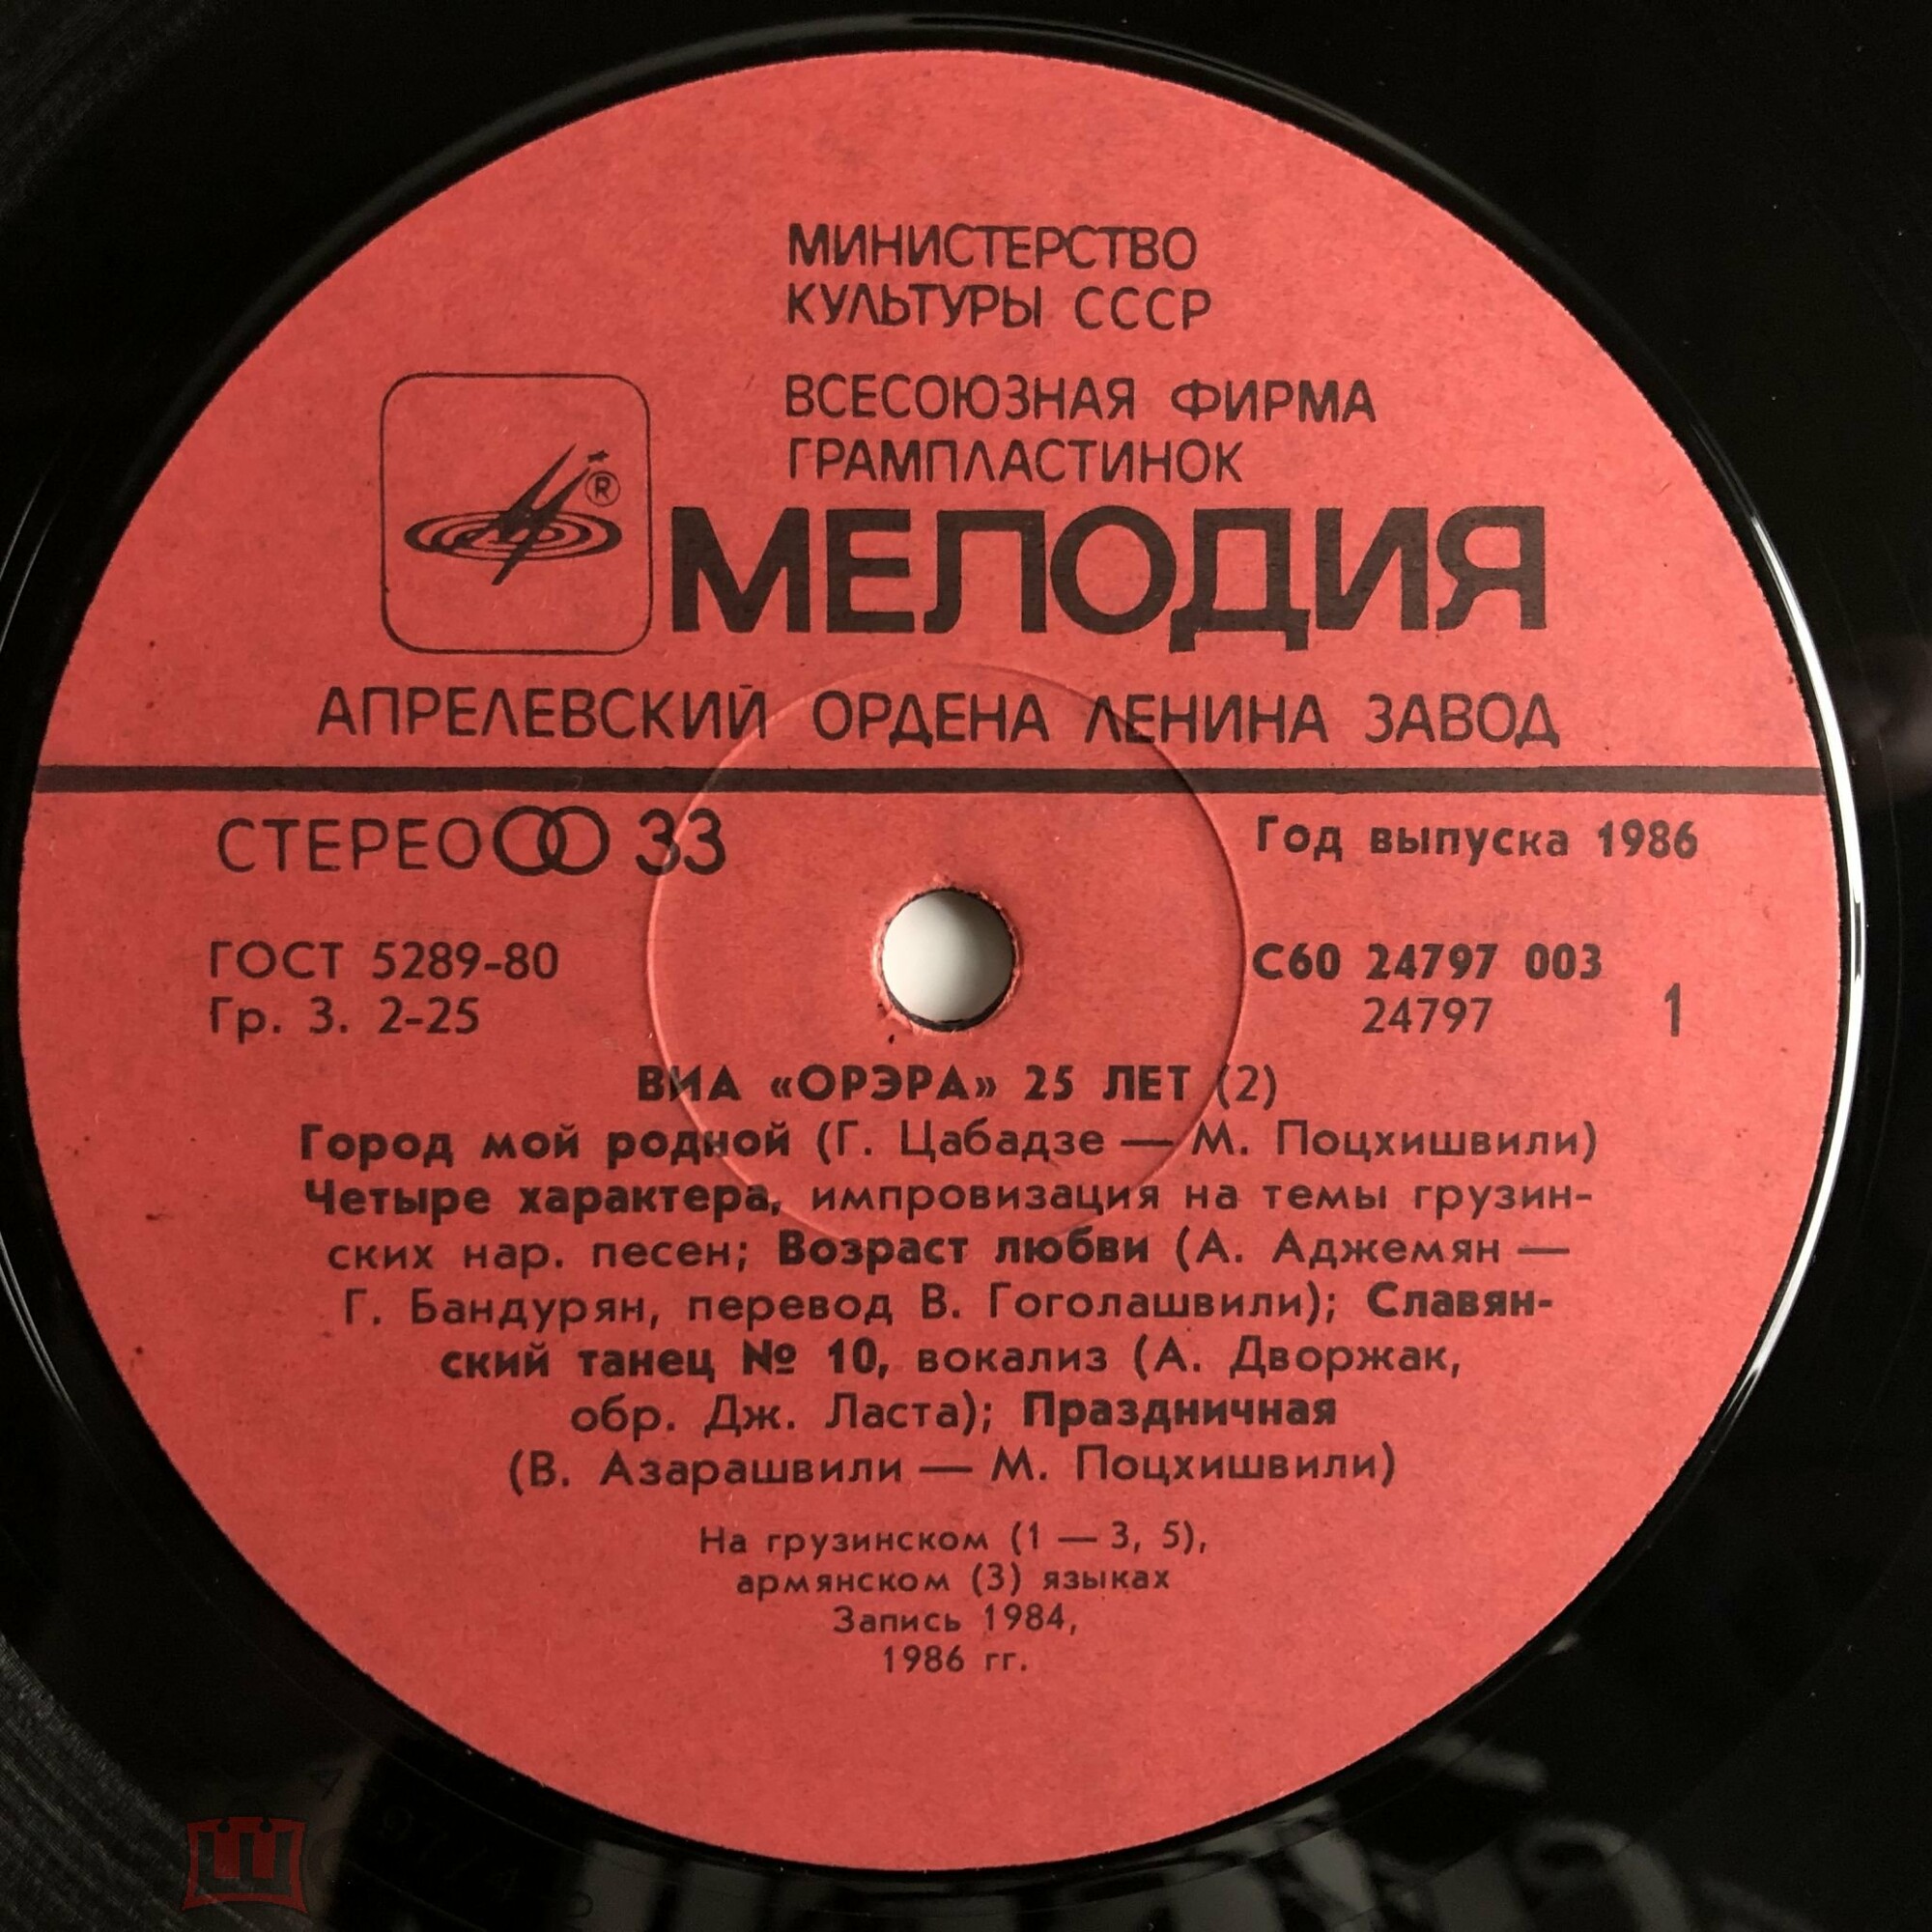 МИНИСТЕРСТВО
КУЛЬТУРЫ СССР
ВСЕСОЮЗНАЯ ФИРМА
ГРАМПЛАСТИНОК
®
МЕЛОДИЯ
АПРЕЛЕВСКИЙ ОРДЕНА ЛЕНИНА ЗАВОД
СТЕРЕО 33
Год выпуска 1986
ГОСТ 5289-80
С60 24797 003
Гр. 3. 2-25
24797
1
ВИА «ОРЭРА» 25 ЛЕТ (2)
Город мой родной (Г. Цабадзе — М. Поцхишвили)
Четыре характера, импровизация на темы грузин-
ских нар. песен; Возраст любви (А. Аджемян —
Г. Бандурян, перевод В. Гоголашвили); Славян-
ский танец № 10, вокализ (А. Дворжак,
обр. Дж. Ласта); Праздничная
(В. Азарашвили — М. Поцхишвили)
На грузинском (1 — 3, 5),
армянском (3) языках
Запись 1984,
1986 гг.